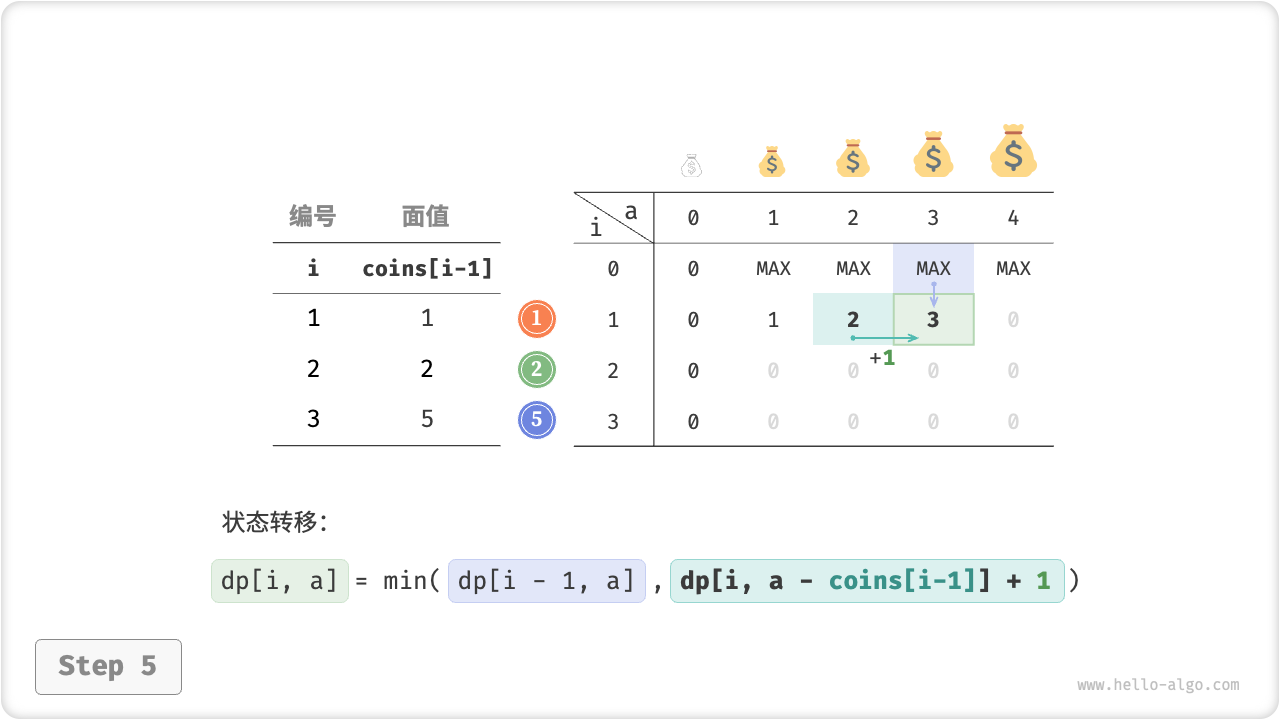 编号 面值
i coins[i-1]
1 1 1
2 2 2
3 5 5
$ $ $ $ $
i a 0 1 2 3 4
0 0 MAX MAX MAX MAX
1 0 1 2 3 0
+1
2 0 0 0 0 0
3 0 0 0 0 0
状态转移：
dp[i, a] = min( dp[i - 1, a] , dp[i, a - coins[i-1]] + 1 )
Step 5
www.hello-algo.com